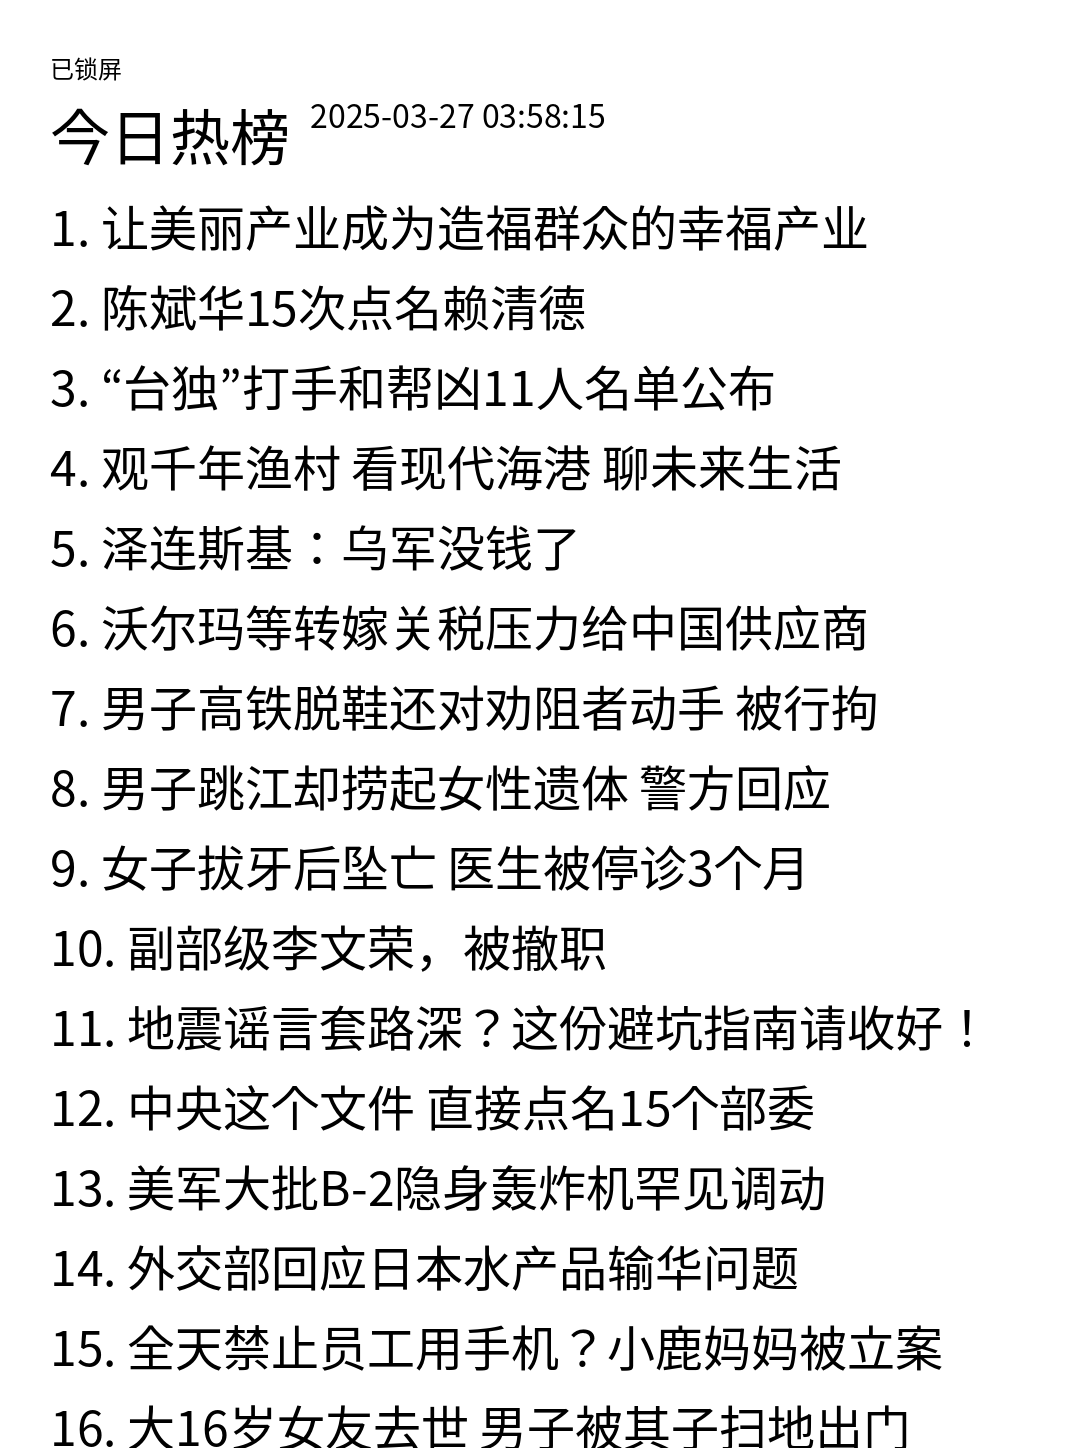 已锁屏
今日热榜 2025-03-27 03:58:15
1. 让美丽产业成为造福群众的幸福产业
2. 陈斌华15次点名赖清德
3. “台独”打手和帮凶11人名单公布
4. 观千年渔村 看现代海港 聊未来生活
5. 泽连斯基：乌军没钱了
6. 沃尔玛等转嫁关税压力给中国供应商
7. 男子高铁脱鞋还对劝阻者动手 被行拘
8. 男子跳江却捞起女性遗体 警方回应
9. 女子拔牙后坠亡 医生被停诊3个月
10. 副部级李文荣，被撤职
11. 地震谣言套路深？这份避坑指南请收好！
12. 中央这个文件 直接点名15个部委
13. 美军大批B-2隐身轰炸机罕见调动
14. 外交部回应日本水产品输华问题
15. 全天禁止员工用手机？小鹿妈妈被立案
16. 大16岁女友去世 男子被其子扫地出门